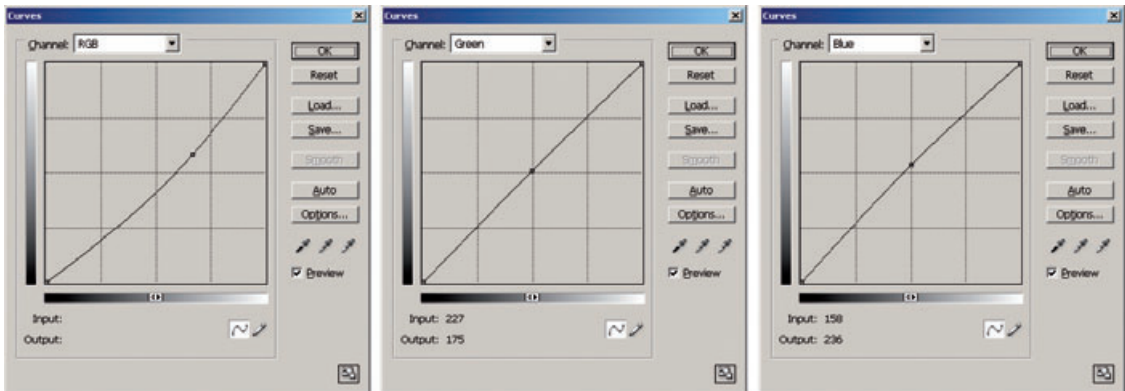 Curves
Channel: RGB
OK
Reset
Load...
Save...
Smooth
Auto
Options...
Preview
Input:
Output:
Curves
Channel: Green
OK
Reset
Load...
Save...
Smooth
Auto
Options...
Preview
Input: 227
Output: 175
Curves
Channel: Blue
OK
Reset
Load...
Save...
Smooth
Auto
Options...
Preview
Input: 158
Output: 236